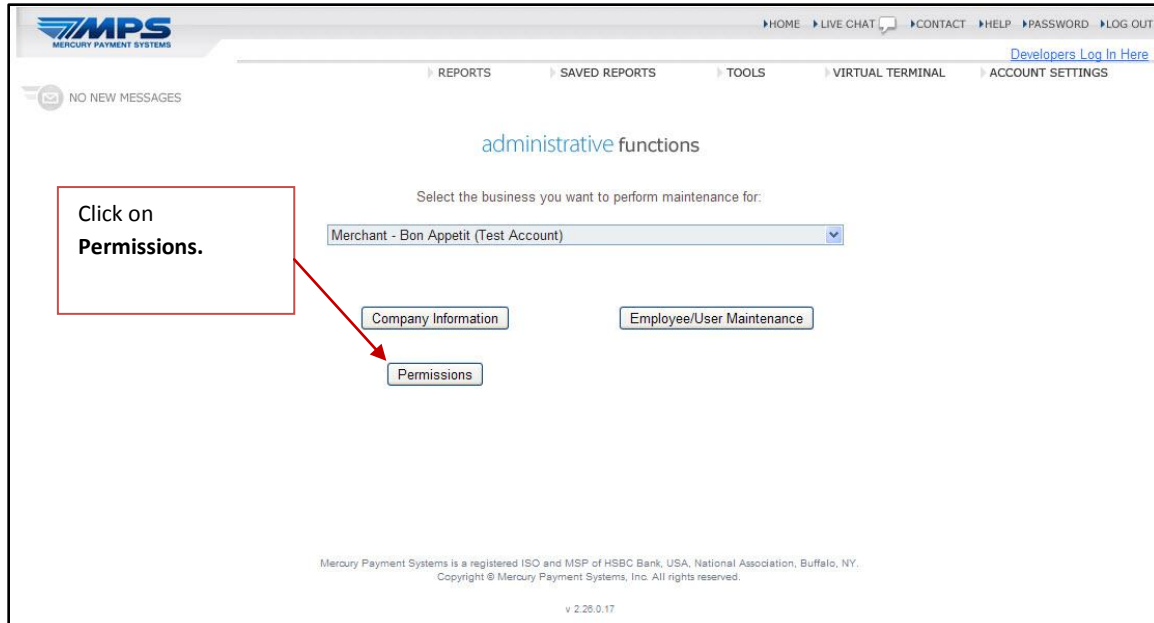 MPS
MERCURY PAYMENT SYSTEMS
HOME LIVE CHAT CONTACT HELP PASSWORD LOG OUT
Developers Log In Here
REPORTS SAVED REPORTS TOOLS VIRTUAL TERMINAL ACCOUNT SETTINGS
NO NEW MESSAGES
administrative functions
Select the business you want to perform maintenance for:
Click on
Permissions.
Merchant - Bon Appetit (Test Account)
Company Information Employee/User Maintenance
Permissions
Mercury Payment Systems is a registered ISO and MSP of HSBC Bank, USA, National Association, Buffalo, NY.
Copyright © Mercury Payment Systems, Inc. All rights reserved.
v 2.26.0.17